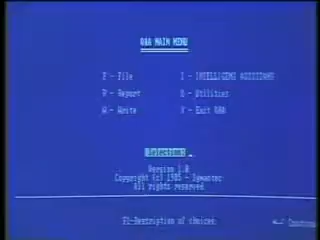 Q&A MAIN MENU
F - File
I - INTELLIGENT ASSISTANT
R - Report
U - Utilities
W - Write
X - Exit Q&A
Selection:
Version 1.0
Copyright (c) 1985 - Symantec
All rights reserved
F1-Description of choices